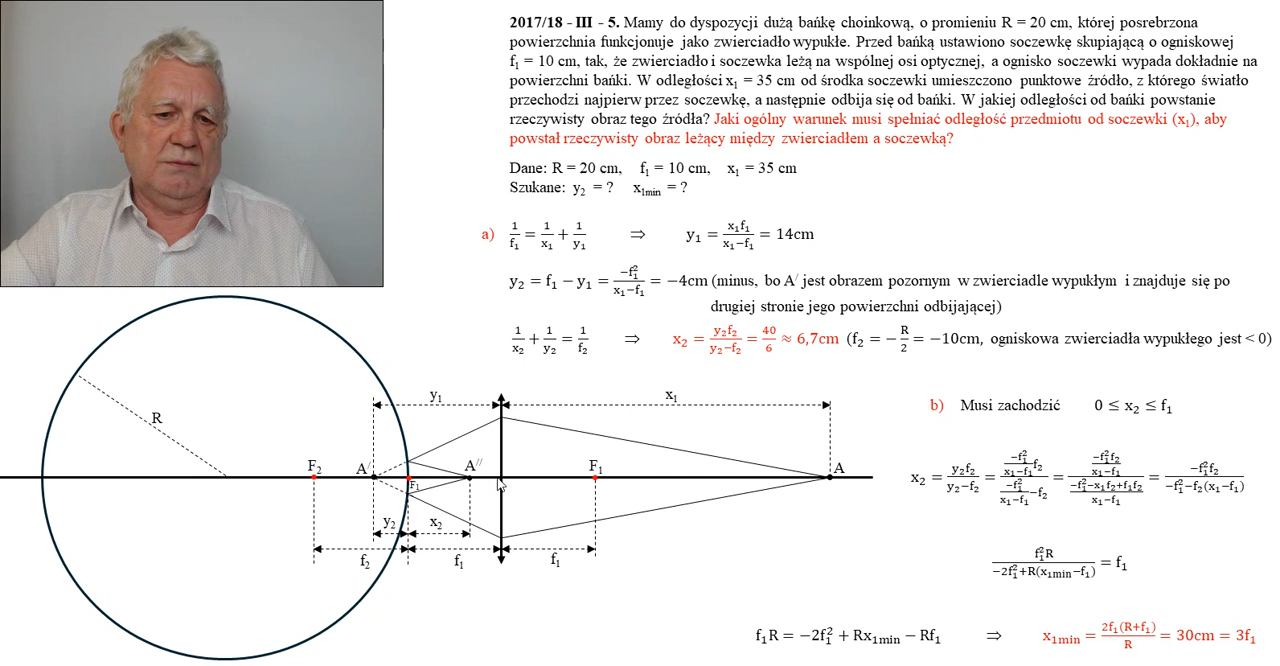 2017/18 - III - 5. Mamy do dyspozycji dużą bańkę choinkową, o promieniu R = 20 cm, której posrebrzona
powierzchnia funkcjonuje jako zwierciadło wypukłe. Przed bańką ustawiono soczewkę skupiającą o ogniskowej
f₁ = 10 cm, tak, że zwierciadło i soczewka leżą na wspólnej osi optycznej, a ognisko soczewki wypada dokładnie na
powierzchni bańki. W odległości x₁ = 35 cm od środka soczewki umieszczono punktowe źródło, z którego światło
przechodzi najpierw przez soczewkę, a następnie odbija się od bańki. W jakiej odległości od bańki powstanie
rzeczywisty obraz tego źródła? Jaki ogólny warunek musi spełniać odległość przedmiotu od soczewki (x₁), aby
powstał rzeczywisty obraz leżący między zwierciadłem a soczewką?
Dane: R = 20 cm, f₁ = 10 cm, x₁ = 35 cm
Szukane: y₂ = ? x₁min = ?
a) 1/f₁ = 1/x₁ + 1/y₁ ⇒ y₁ = x₁f₁/(x₁−f₁) = 14cm
y₂ = f₁ − y₁ = −f₁²/(x₁−f₁) = −4cm (minus, bo A/ jest obrazem pozornym w zwierciadle wypukłym i znajduje się po
drugiej stronie jego powierzchni odbijającej)
1/x₂ + 1/y₂ = 1/f₂ ⇒ x₂ = y₂f₂/(y₂−f₂) = 40/6 ≈ 6,7cm (f₂ = −R/2 = −10cm, ogniskowa zwierciadła wypukłego jest < 0)
y₁ x₁
R
F₂ A/ F₁ A// F₁ A
y₂ x₂
f₂ f₁ f₁
b) Musi zachodzić 0 ≤ x₂ ≤ f₁
x₂ = y₂f₂/(y₂−f₂) = (−f₁²/(x₁−f₁) f₂)/(−f₁²/(x₁−f₁) − f₂) = (−f₁²f₂/(x₁−f₁))/((−f₁²−x₁f₂+f₁f₂)/(x₁−f₁)) = −f₁²f₂/(−f₁²−f₂(x₁−f₁))
f₁²R/(−2f₁²+R(x₁min−f₁)) = f₁
f₁R = −2f₁² + Rx₁min − Rf₁ ⇒ x₁min = 2f₁(R+f₁)/R = 30cm = 3f₁